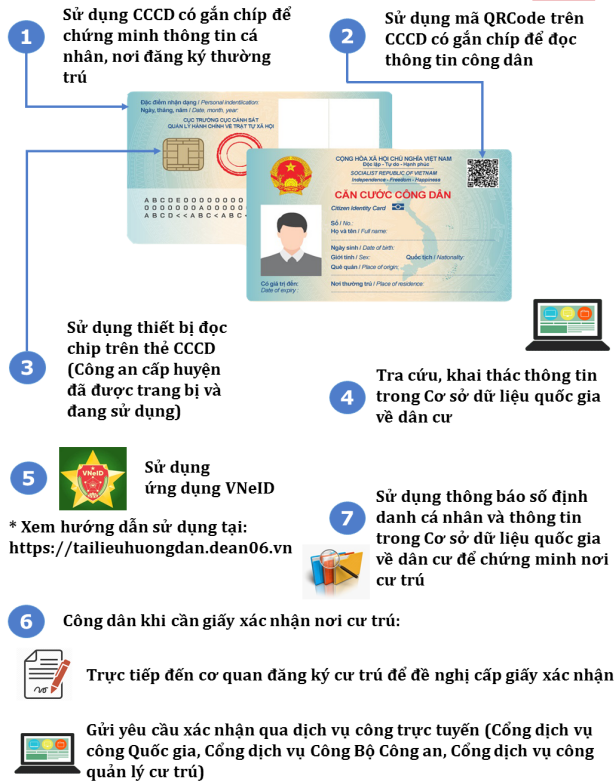 1
Sử dụng CCCD có gắn chíp để
chứng minh thông tin cá
nhân, nơi đăng ký thường
trú
2
Sử dụng mã QRCode trên
CCCD có gắn chíp để đọc
thông tin công dân
Đặc điểm nhận dạng / Personal indentification:
Ngày, tháng, năm / Date, month, year:
CỤC TRƯỞNG CỤC CẢNH SÁT
QUẢN LÝ HÀNH CHÍNH VỀ TRẬT TỰ XÃ HỘI
CỘNG HÒA XÃ HỘI CHỦ NGHĨA VIỆT NAM
Độc lập - Tự do - Hạnh phúc
SOCIALIST REPUBLIC OF VIETNAM
Independence - Freedom - Happiness
CĂN CƯỚC CÔNG DÂN
Citizen Identity Card
Số / No.:
Họ và tên / Full name:
Ngày sinh / Date of birth:
Giới tính / Sex:
Quốc tịch / Nationality:
Quê quán / Place of origin:
Nơi thường trú / Place of residence:
Có giá trị đến:
Date of expiry :
3
Sử dụng thiết bị đọc
chip trên thẻ CCCD
(Công an cấp huyện
đã được trang bị và
đang sử dụng)
4
Tra cứu, khai thác thông tin
trong Cơ sở dữ liệu quốc gia
về dân cư
5
VNeID
Sử dụng
ứng dụng VNeID
* Xem hướng dẫn sử dụng tại:
https://tailieuhuongdan.dean06.vn
7
Sử dụng thông báo số định
danh cá nhân và thông tin
trong Cơ sở dữ liệu quốc gia
về dân cư để chứng minh nơi
cư trú
6
Công dân khi cần giấy xác nhận nơi cư trú:
Trực tiếp đến cơ quan đăng ký cư trú để đề nghị cấp giấy xác nhận
Gửi yêu cầu xác nhận qua dịch vụ công trực tuyến (Cổng dịch vụ
công Quốc gia, Cổng dịch vụ Công Bộ Công an, Cổng dịch vụ công
quản lý cư trú)